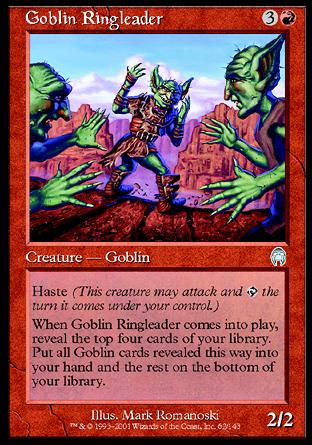 Goblin Ringleader 3
Creature — Goblin
Haste (This creature may attack and the
turn it comes under your control.)
When Goblin Ringleader comes into play,
reveal the top four cards of your library.
Put all Goblin cards revealed this way into
your hand and the rest on the bottom of
your library.
2/2
Illus. Mark Romanoski
™ & © 1993–2001 Wizards of the Coast, Inc. 62/143